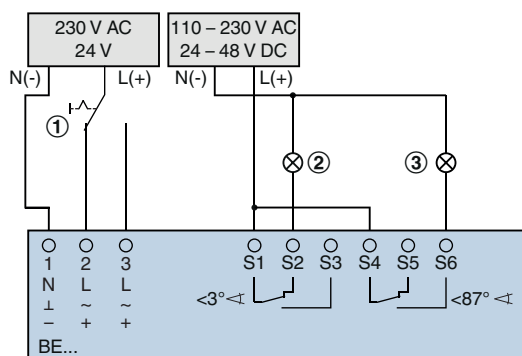 230 V AC
24 V
110 – 230 V AC
24 – 48 V DC
N(-)
L(+)
N(-)
L(+)
1
2
3
1 2 3 S1 S2 S3 S4 S5 S6
N L L
⊥ ~ ~
– + +
<3° <87°
BE...